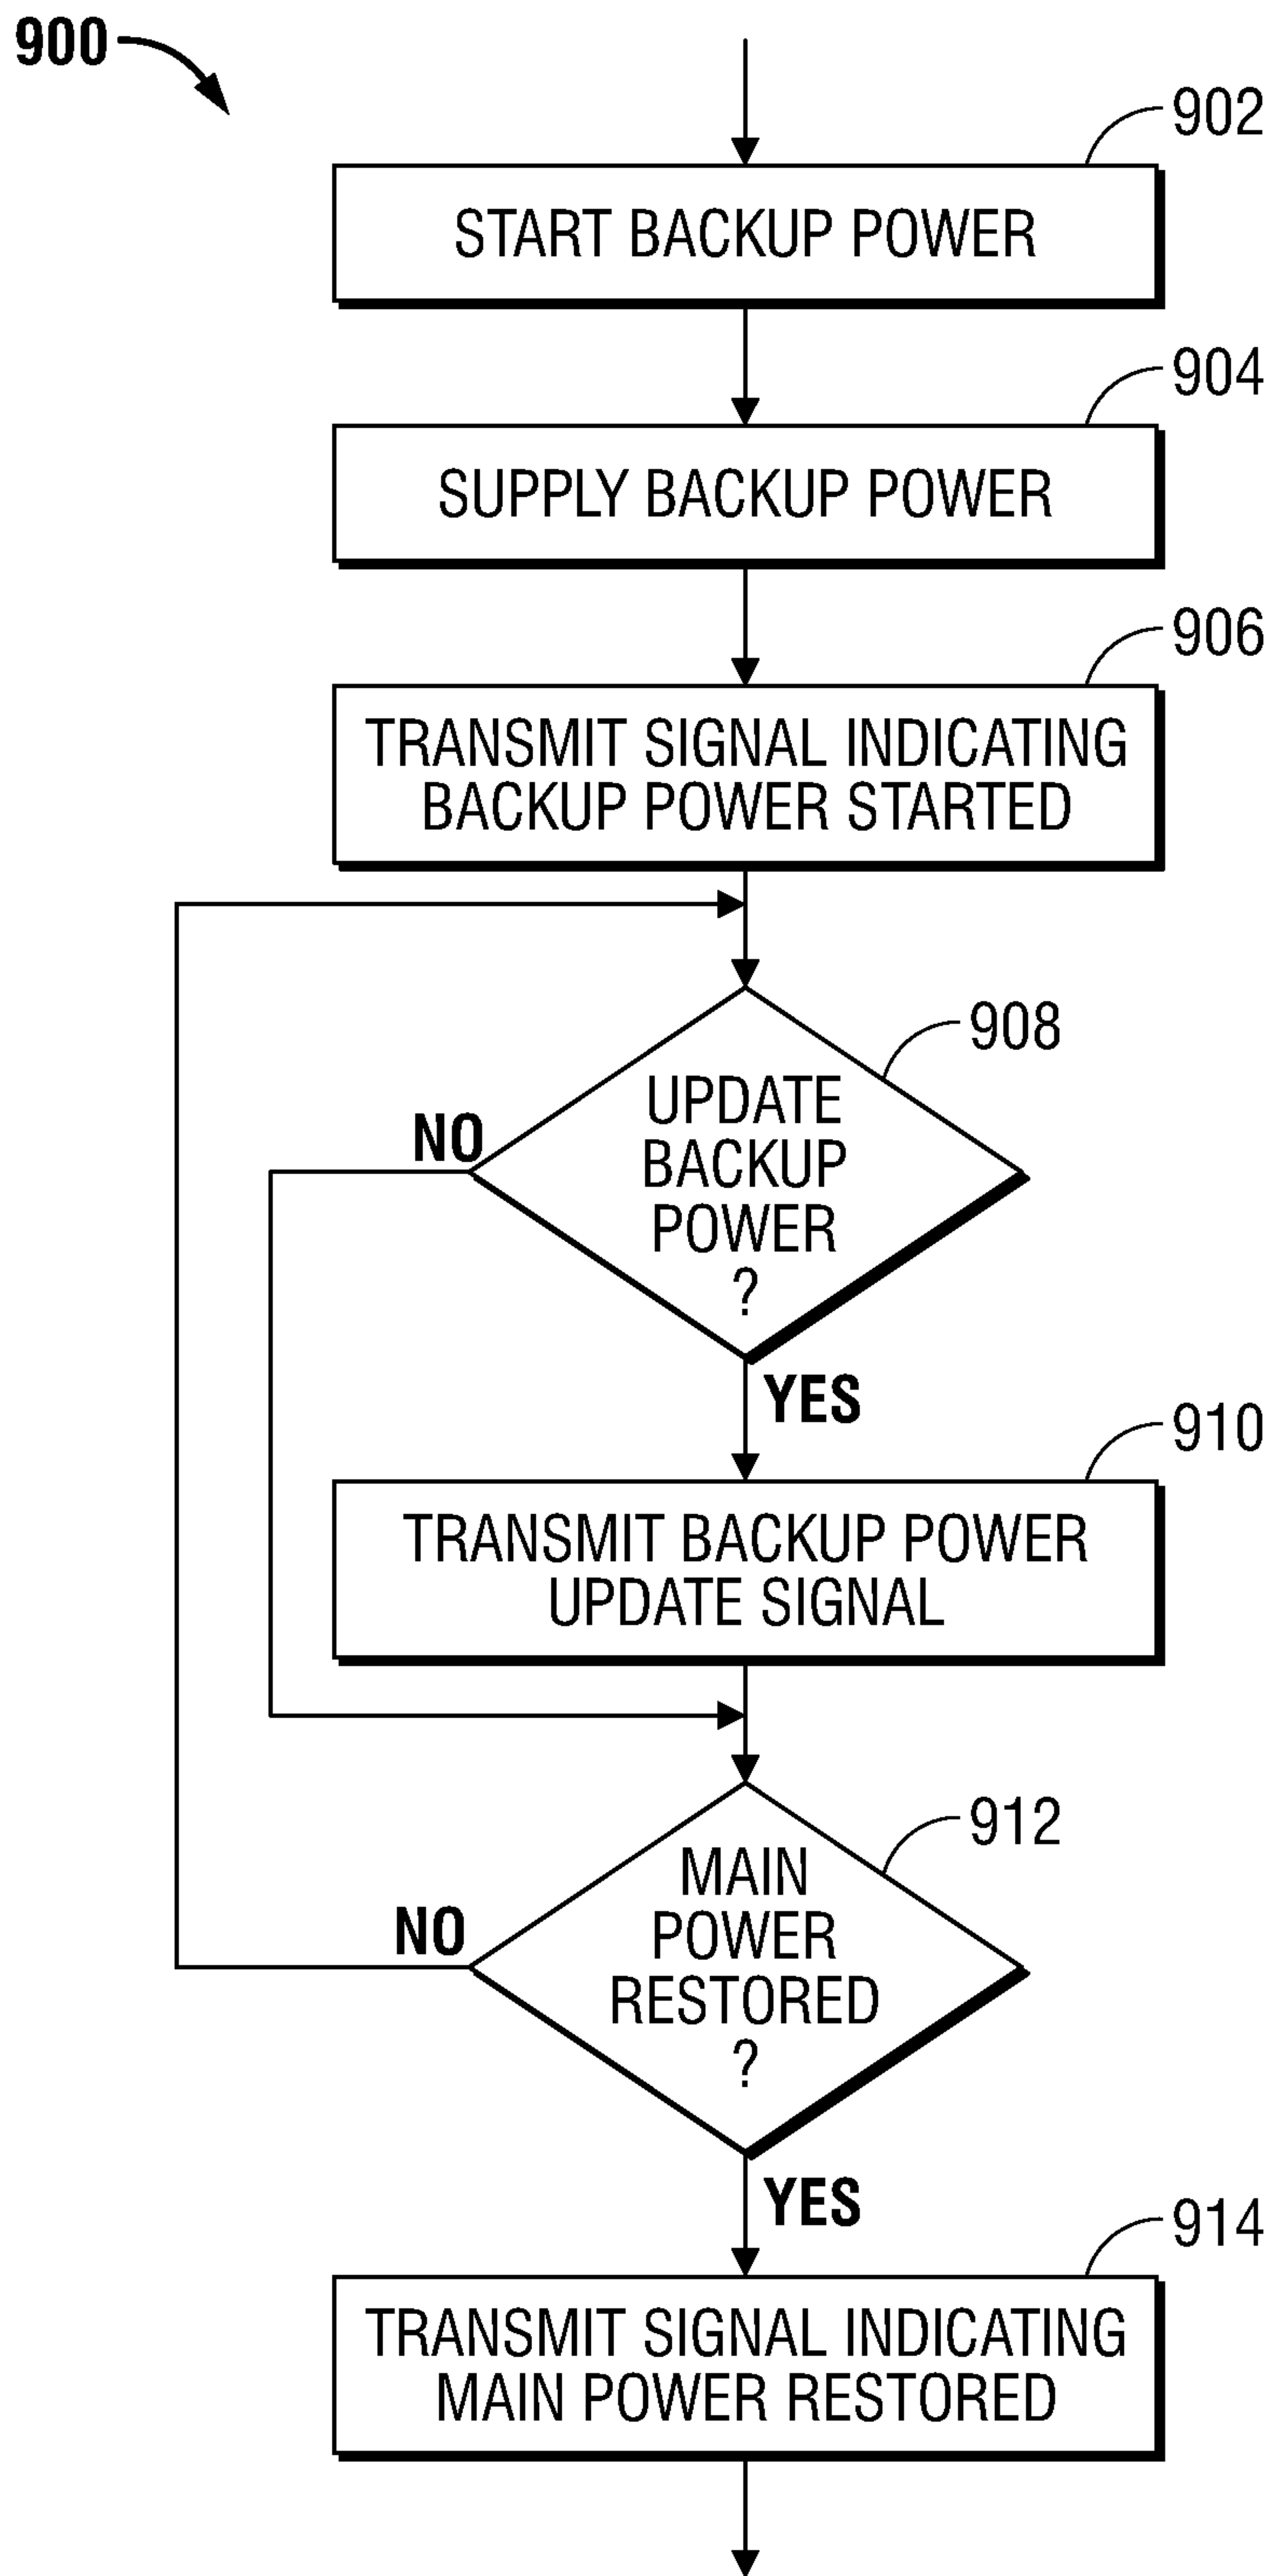 900
902
START BACKUP POWER
904
SUPPLY BACKUP POWER
906
TRANSMIT SIGNAL INDICATING
BACKUP POWER STARTED
908
UPDATE
BACKUP
POWER
?
NO
YES
910
TRANSMIT BACKUP POWER
UPDATE SIGNAL
912
MAIN
POWER
RESTORED
?
NO
YES
914
TRANSMIT SIGNAL INDICATING
MAIN POWER RESTORED